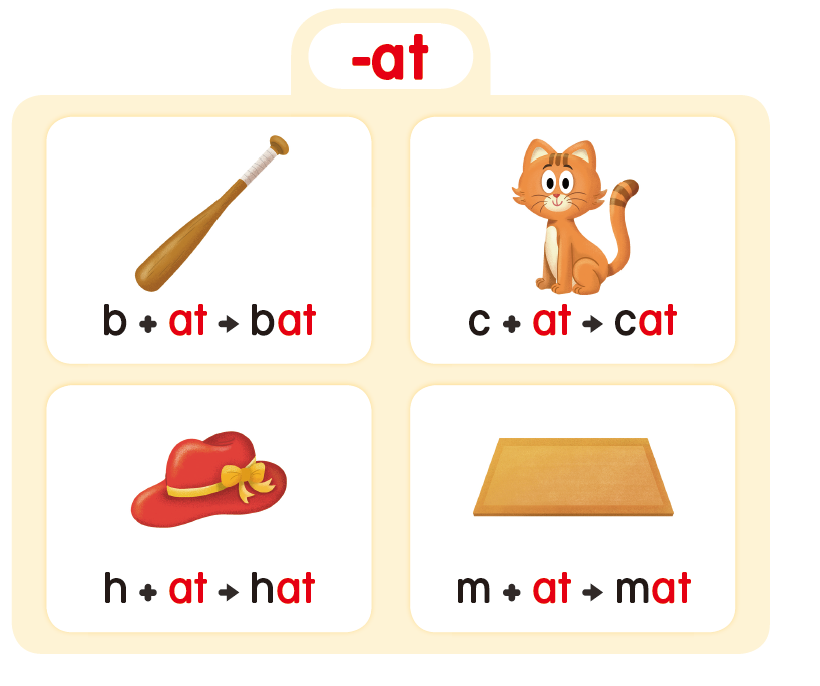 -at
b + at → bat
c + at → cat
h + at → hat
m + at → mat